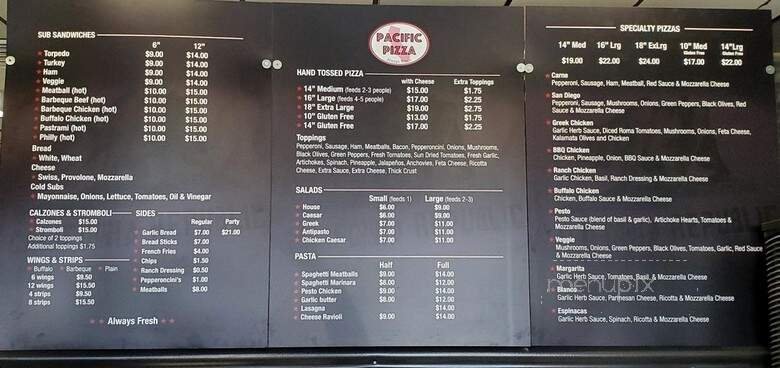 SUB SANDWICHES
6" 12"
Torpedo $9.00 $14.00
Turkey $9.00 $14.00
Ham $9.00 $14.00
Veggie $9.00 $14.00
Meatball (hot) $10.00 $15.00
Barbeque Beef (hot) $10.00 $15.00
Barbeque Chicken (hot) $10.00 $15.00
Buffalo Chicken (hot) $10.00 $15.00
Pastrami (hot) $10.00 $15.00
Philly (hot) $10.00 $15.00
Bread
White, Wheat
Cheese
Swiss, Provolone, Mozzarella
Cold Subs
Mayonnaise, Onions, Lettuce, Tomatoes, Oil & Vinegar
CALZONES & STROMBOLI
Calzones $15.00
Stromboli $15.00
Choice of 2 toppings
Additional toppings $1.75
WINGS & STRIPS
Buffalo Barbeque Plain
6 wings $9.50
12 wings $15.50
4 strips $9.50
8 strips $15.50
SIDES
Regular Party
Garlic Bread $7.00 $21.00
Bread Sticks $7.00
French Fries $4.00
Chips $1.50
Ranch Dressing $0.50
Pepperoncini's $1.00
Meatballs $8.00
Always Fresh
PACIFIC
PIZZA
HAND TOSSED PIZZA
with Cheese Extra Toppings
14" Medium (feeds 2-3 people) $15.00 $1.75
16" Large (feeds 4-5 people) $17.00 $2.25
18" Extra Large $19.00 $2.75
10" Gluten Free $13.00 $1.75
14" Gluten Free $17.00 $2.25
Toppings
Pepperoni, Sausage, Ham, Meatballs, Bacon, Pepperoncini, Onions, Mushrooms,
Black Olives, Green Peppers, Fresh Tomatoes, Sun Dried Tomatoes, Fresh Garlic,
Artichokes, Spinach, Pineapple, Jalapeños, Anchovies, Feta Cheese, Ricotta
Cheese, Extra Sauce, Extra Cheese, Thick Crust
SALADS
Small (feeds 1) Large (feeds 2-3)
House $6.00 $9.00
Caesar $6.00 $9.00
Greek $7.00 $11.00
Antipasto $7.00 $11.00
Chicken Caesar $7.00 $11.00
PASTA
Half Full
Spaghetti Meatballs $9.00 $14.00
Spaghetti Marinara $8.00 $12.00
Pesto Chicken $9.00 $14.00
Garlic butter $8.00 $12.00
Lasagna $14.00
Cheese Ravioli $9.00 $14.00
SPECIALTY PIZZAS
14" Med 16" Lrg 18" ExLrg 10" Med 14"Lrg
Gluten Free Gluten Free
$19.00 $22.00 $24.00 $17.00 $22.00
Carne
Pepperoni, Sausage, Ham, Meatball, Red Sauce & Mozzarella Cheese
San Diego
Pepperoni, Sausage, Mushrooms, Onions, Green Peppers, Black Olives, Red
Sauce & Mozzarella Cheese
Greek Chicken
Garlic Herb Sauce, Diced Roma Tomatoes, Mushrooms, Onions, Feta Cheese,
Kalamata Olives and Chicken
BBQ Chicken
Chicken, Pineapple, Onion, BBQ Sauce & Mozzarella Cheese
Ranch Chicken
Garlic Chicken, Basil, Ranch Dressing & Mozzarella Cheese
Buffalo Chicken
Chicken, Buffalo Sauce & Mozzarella Cheese
Pesto
Pesto Sauce (blend of basil & garlic), Artichoke Hearts, Tomatoes &
Mozzarella Cheese
Veggie
Mushrooms, Onions, Green Peppers, Black Olives, Tomatoes, Garlic, Red Sauce
& Mozzarella Cheese
Margarita
Garlic Herb Sauce, Tomatoes, Basil, & Mozzarella Cheese
Blanco
Garlic Herb Sauce, Parmesan Cheese, Ricotta & Mozzarella Cheese
Espinacas
Garlic Herb Sauce, Spinach, Ricotta & Mozzarella Cheese
menupix